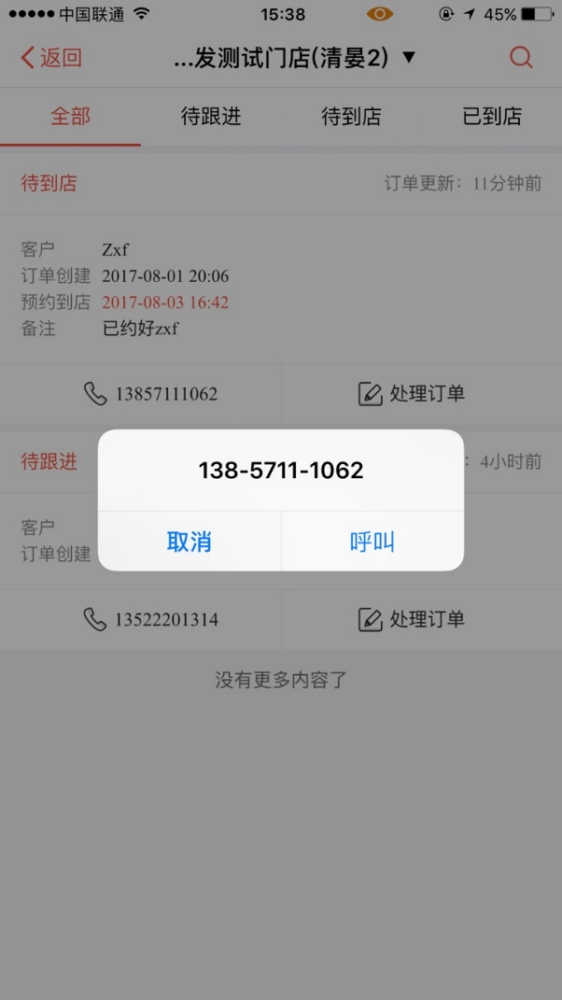 中国联通 15:38 45%
返回 ...发测试门店(清晏2) ▼
全部 待跟进 待到店 已到店
待到店 订单更新：11分钟前
客户 Zxf
订单创建 2017-08-01 20:06
预约到店 2017-08-03 16:42
备注 已约好zxf
13857111062 处理订单
待跟进 ：4小时前
138-5711-1062
取消 呼叫
客户
订单创建
13522201314 处理订单
没有更多内容了